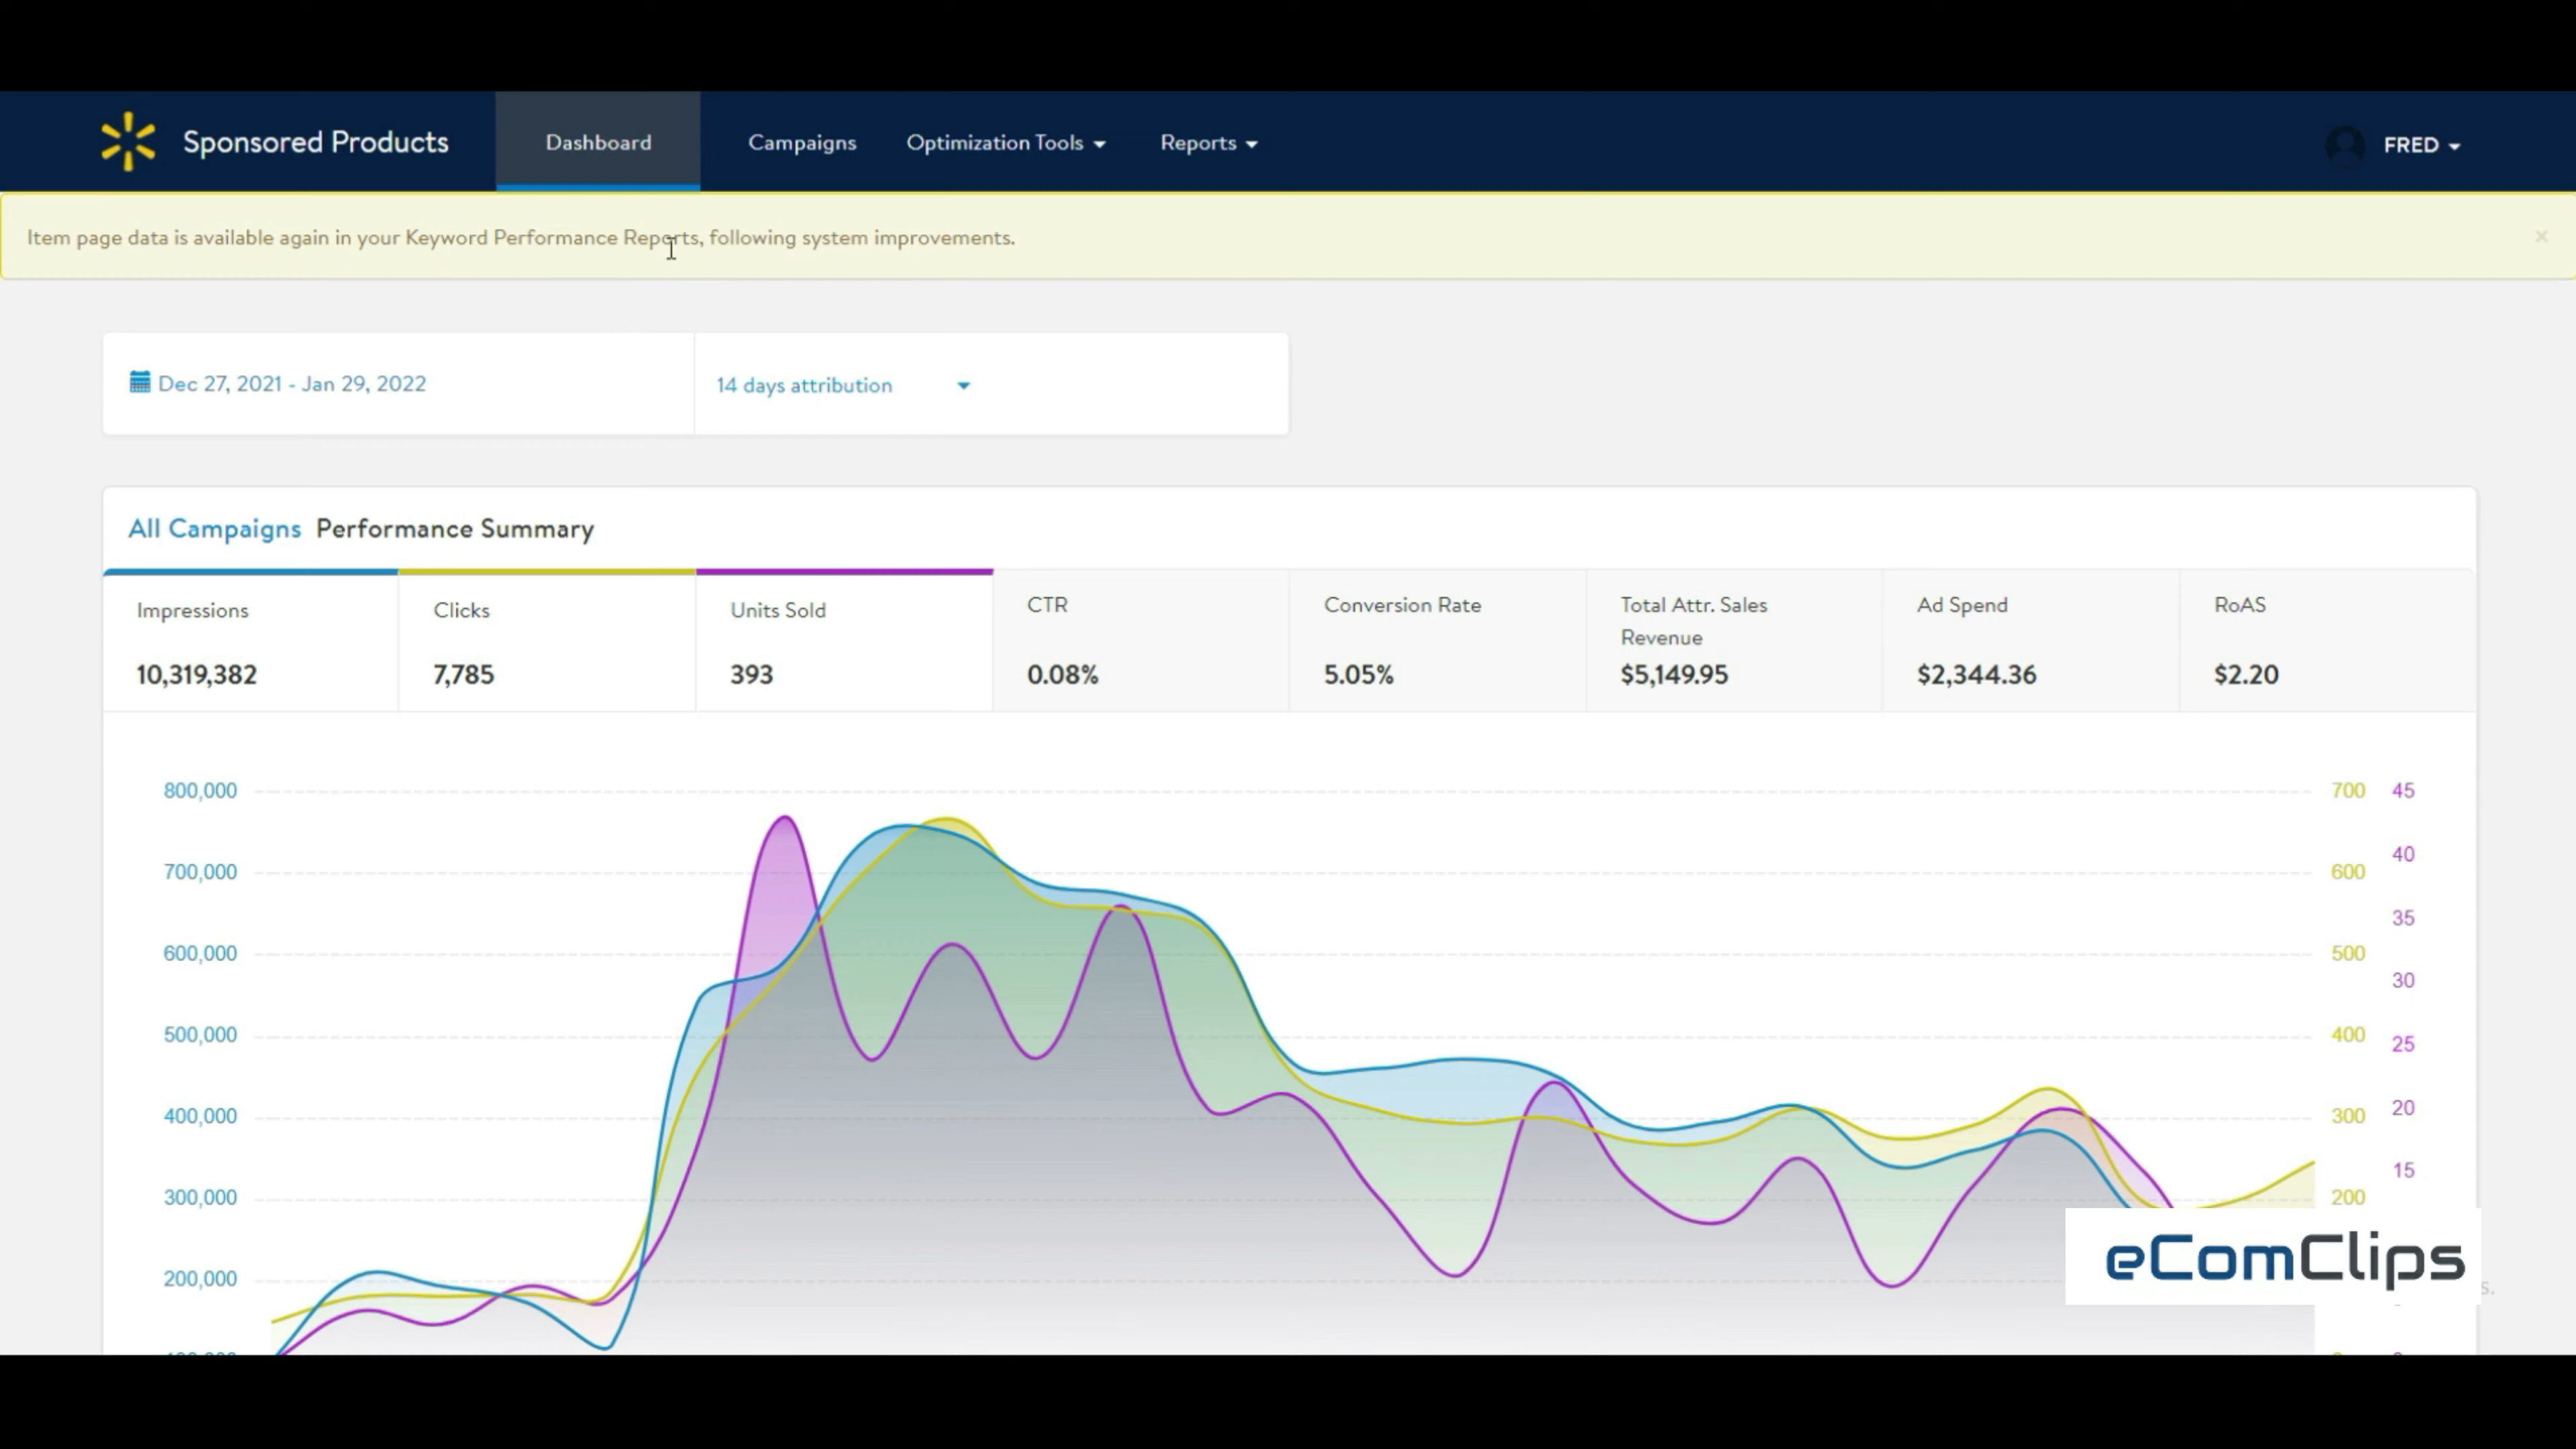 Sponsored Products
Dashboard
Campaigns
Optimization Tools
Reports
FRED
Item page data is available again in your Keyword Performance Reports, following system improvements.
×
Dec 27, 2021 - Jan 29, 2022
14 days attribution
All Campaigns Performance Summary
Impressions
10,319,382
Clicks
7,785
Units Sold
393
CTR
0.08%
Conversion Rate
5.05%
Total Attr. Sales
Revenue
$5,149.95
Ad Spend
$2,344.36
RoAS
$2.20
800,000
700,000
600,000
500,000
400,000
300,000
200,000
700
600
500
400
300
200
45
40
35
30
25
20
15
eComClips